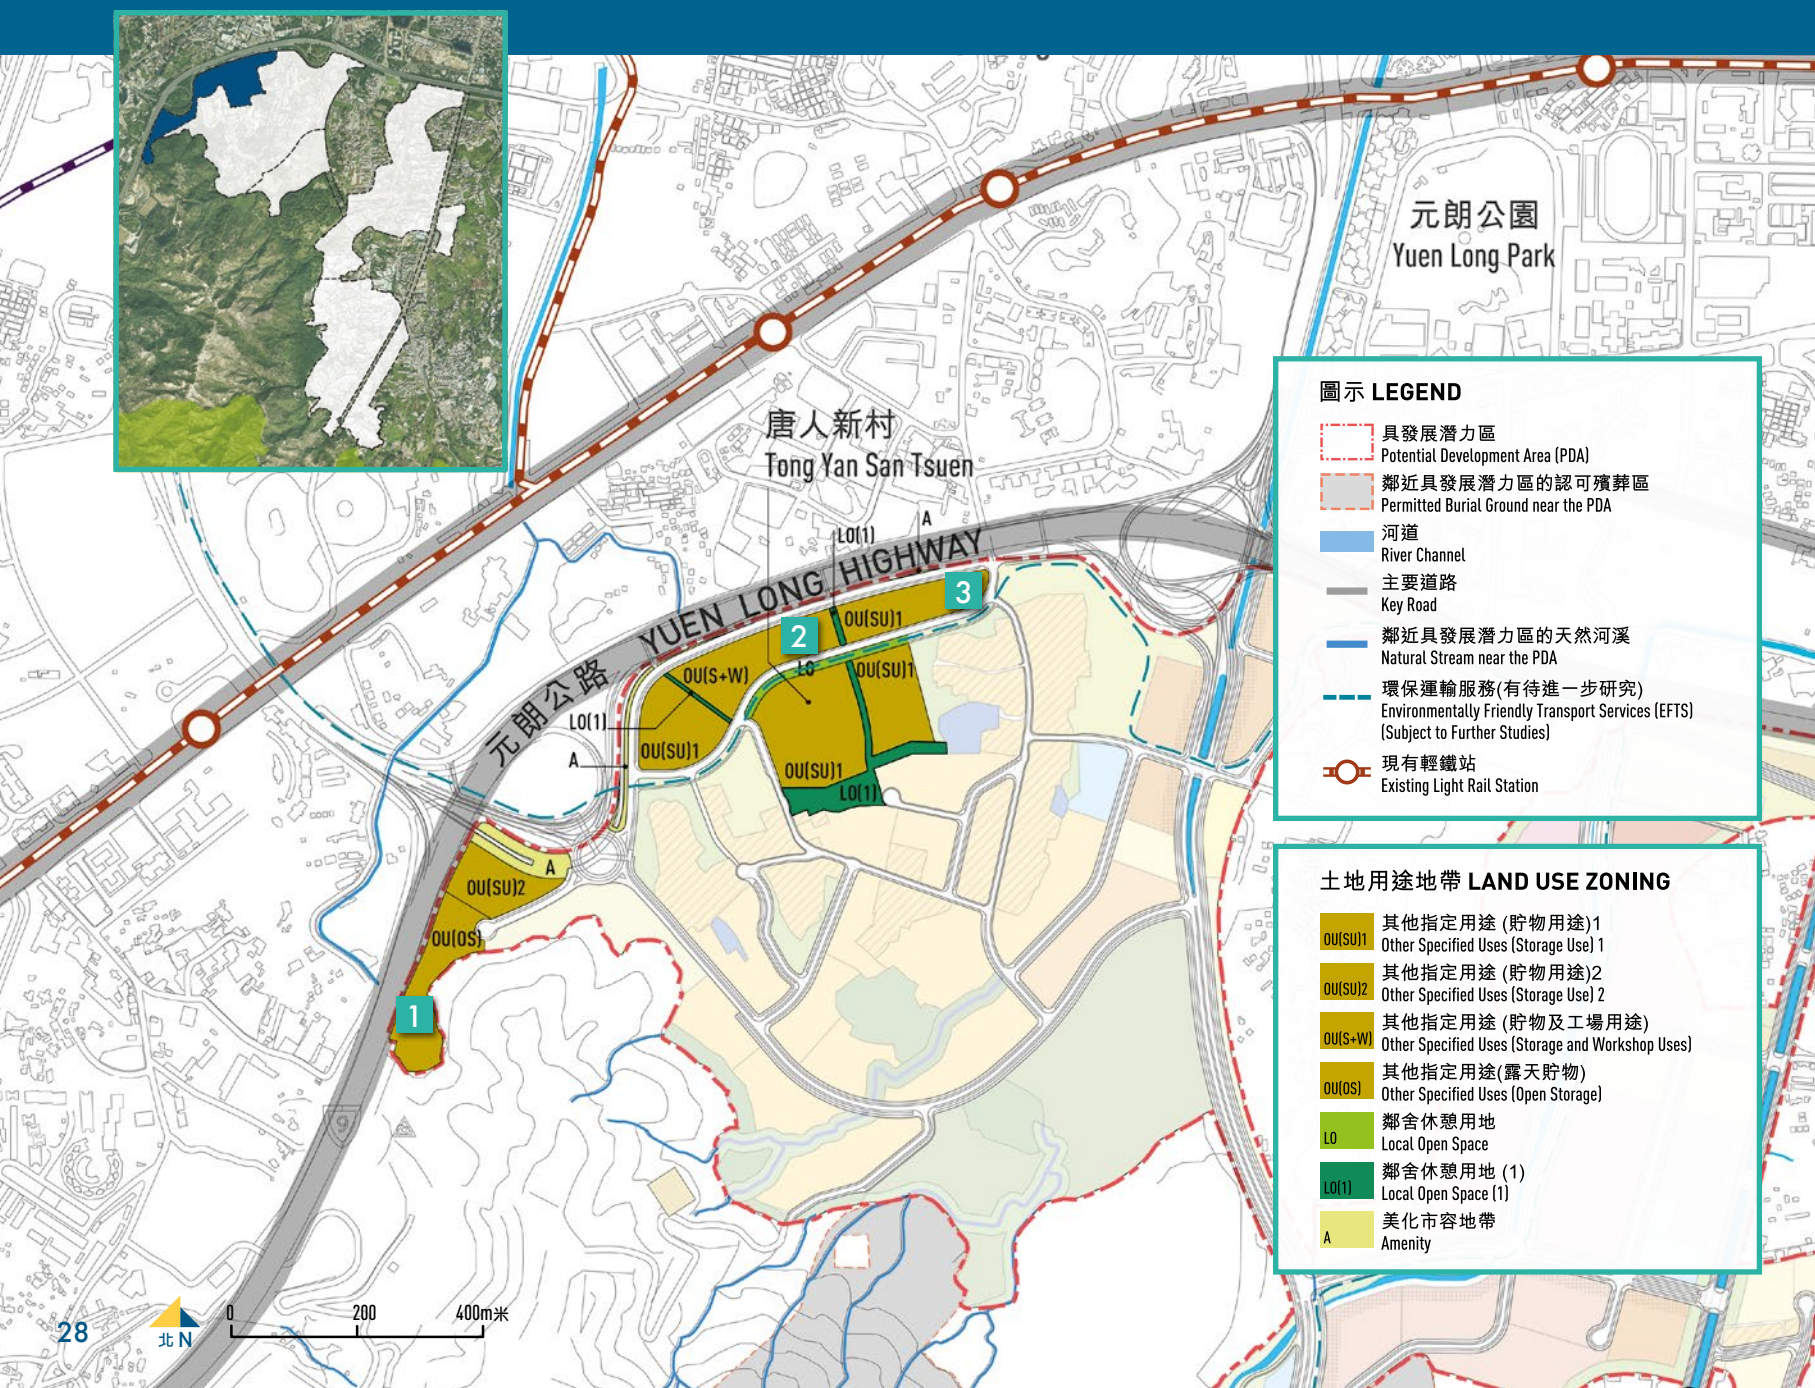 元朗公園
Yuen Long Park
唐人新村
Tong Yan San Tsuen
A
LO(1)
元朗公路 YUEN LONG HIGHWAY
3
OU(SU)1
2
OU(S+W)
LO
OU(SU)1
LO(1)
OU(SU)1
A
OU(SU)1
LO(1)
A
OU(SU)2
OU(OS)
1
9
圖示 LEGEND
具發展潛力區
Potential Development Area (PDA)
鄰近具發展潛力區的認可殯葬區
Permitted Burial Ground near the PDA
河道
River Channel
主要道路
Key Road
鄰近具發展潛力區的天然河溪
Natural Stream near the PDA
環保運輸服務(有待進一步研究)
Environmentally Friendly Transport Services (EFTS)
(Subject to Further Studies)
現有輕鐵站
Existing Light Rail Station
土地用途地帶 LAND USE ZONING
OU(SU)1 其他指定用途 (貯物用途)1
Other Specified Uses (Storage Use) 1
OU(SU)2 其他指定用途 (貯物用途)2
Other Specified Uses (Storage Use) 2
OU(S+W) 其他指定用途 (貯物及工場用途)
Other Specified Uses (Storage and Workshop Uses)
OU(OS) 其他指定用途(露天貯物)
Other Specified Uses (Open Storage)
LO 鄰舍休憩用地
Local Open Space
LO(1) 鄰舍休憩用地 (1)
Local Open Space (1)
A 美化市容地帶
Amenity
28
北 N
0 200 400m米